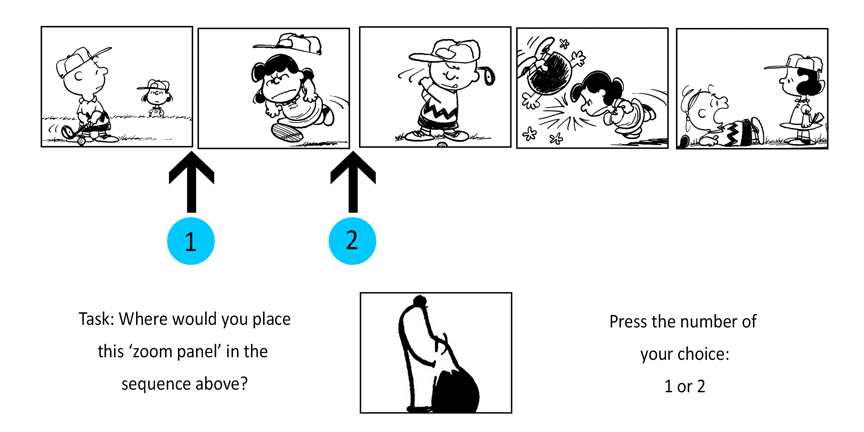 1
2
Task: Where would you place
this ‘zoom panel’ in the
sequence above?
Press the number of
your choice:
1 or 2